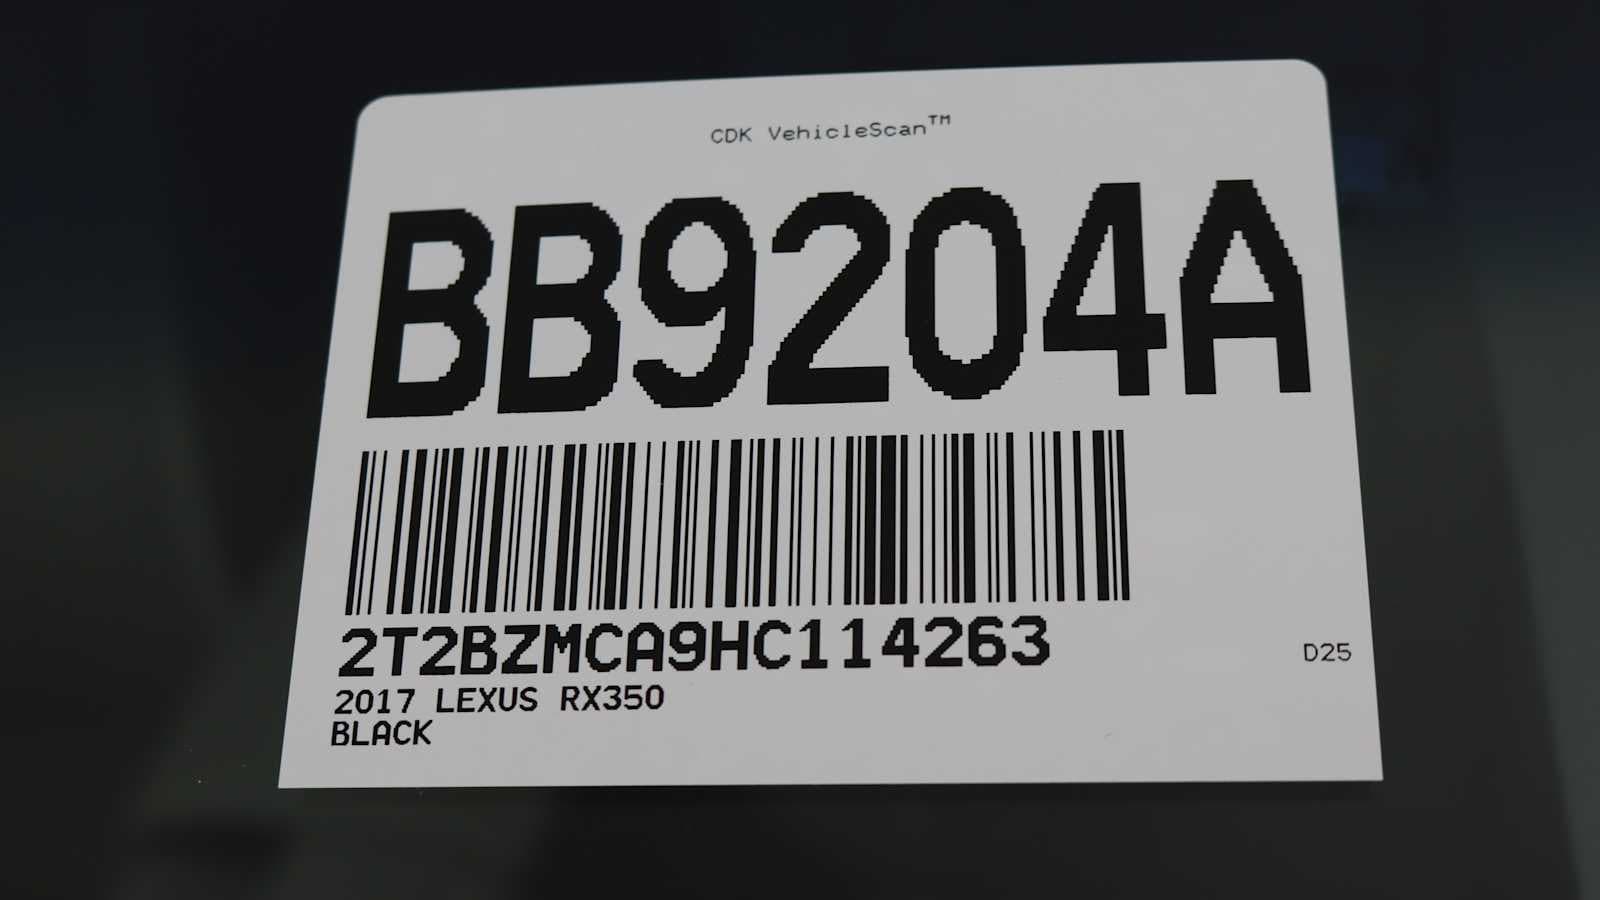 CDK VehicleScan™
BB9204A
2T2BZMCA9HC114263
2017 LEXUS RX350
BLACK
D25